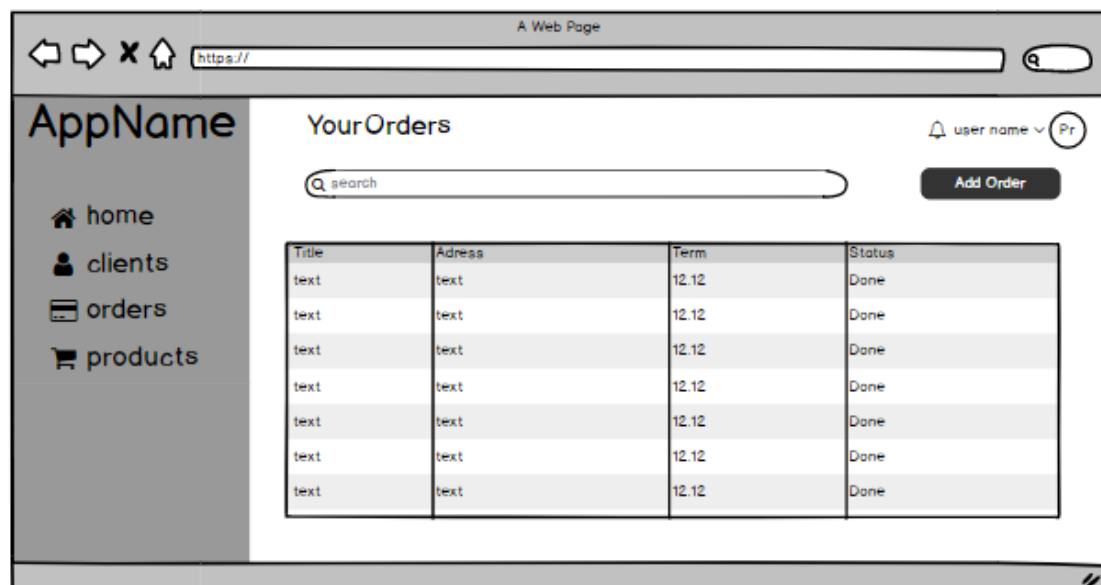 A Web Page
https://
AppName
YourOrders
user name
Pr
search
Add Order
home
clients
orders
products
Title Adress Term Status
text text 12.12 Done
text text 12.12 Done
text text 12.12 Done
text text 12.12 Done
text text 12.12 Done
text text 12.12 Done
text text 12.12 Done